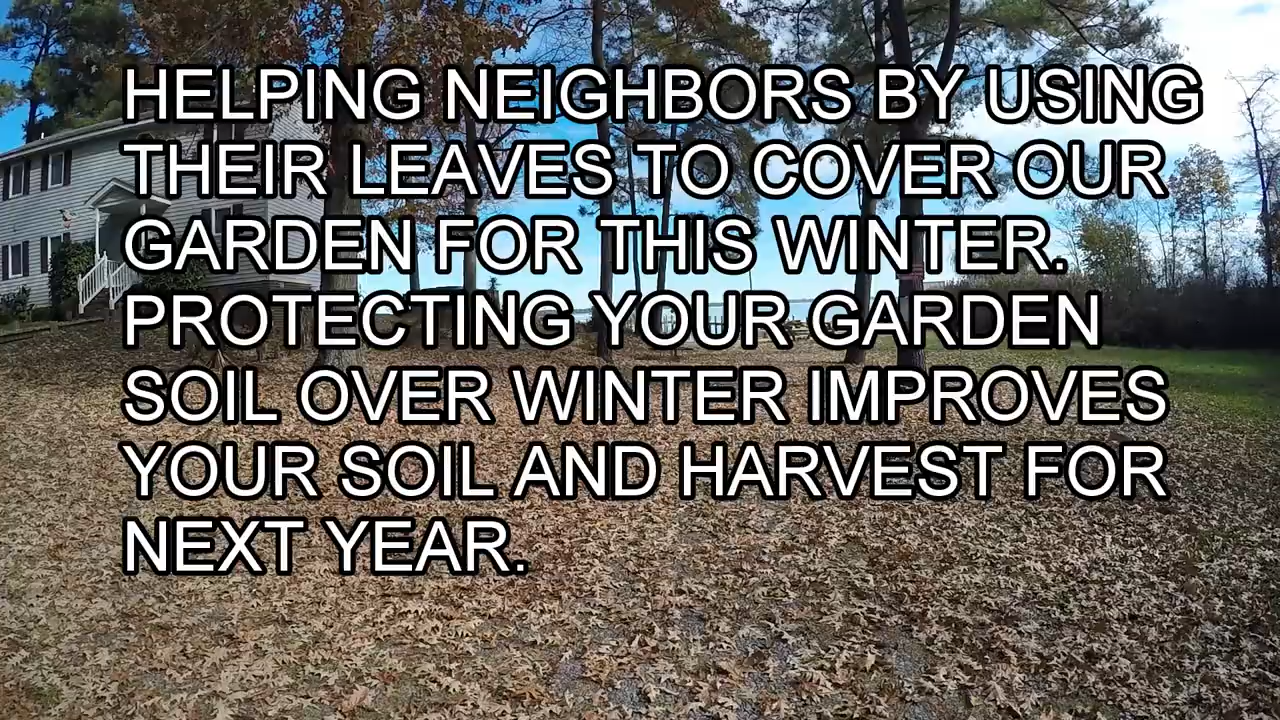 HELPING NEIGHBORS BY USING
THEIR LEAVES TO COVER OUR
GARDEN FOR THIS WINTER.
PROTECTING YOUR GARDEN
SOIL OVER WINTER IMPROVES
YOUR SOIL AND HARVEST FOR
NEXT YEAR.